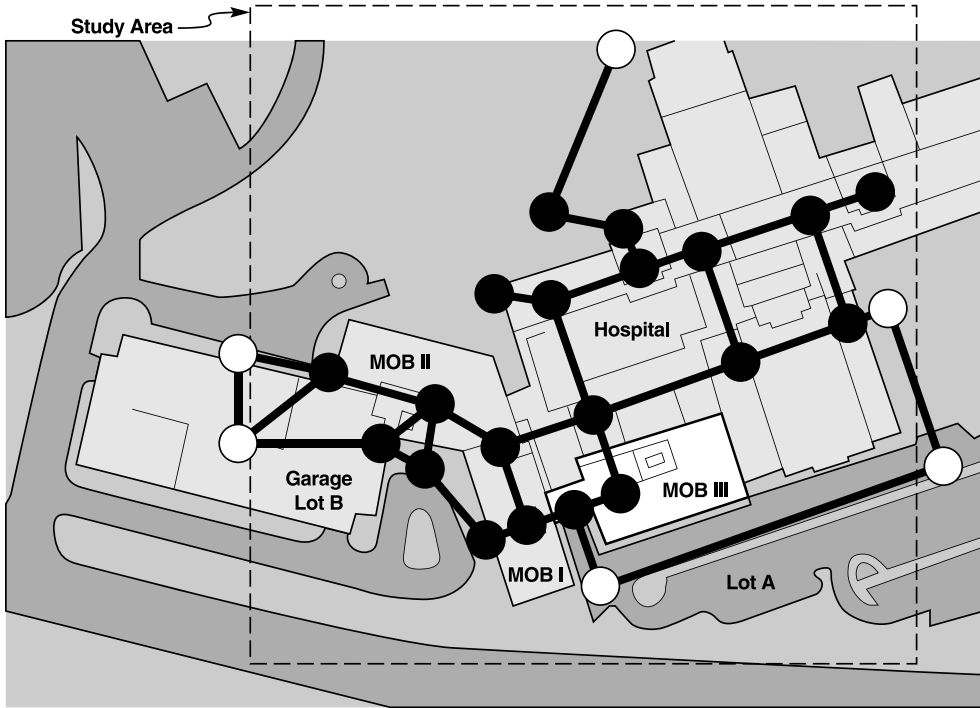 Study Area
Hospital
MOB II
Garage
Lot B
MOB III
MOB I
Lot A